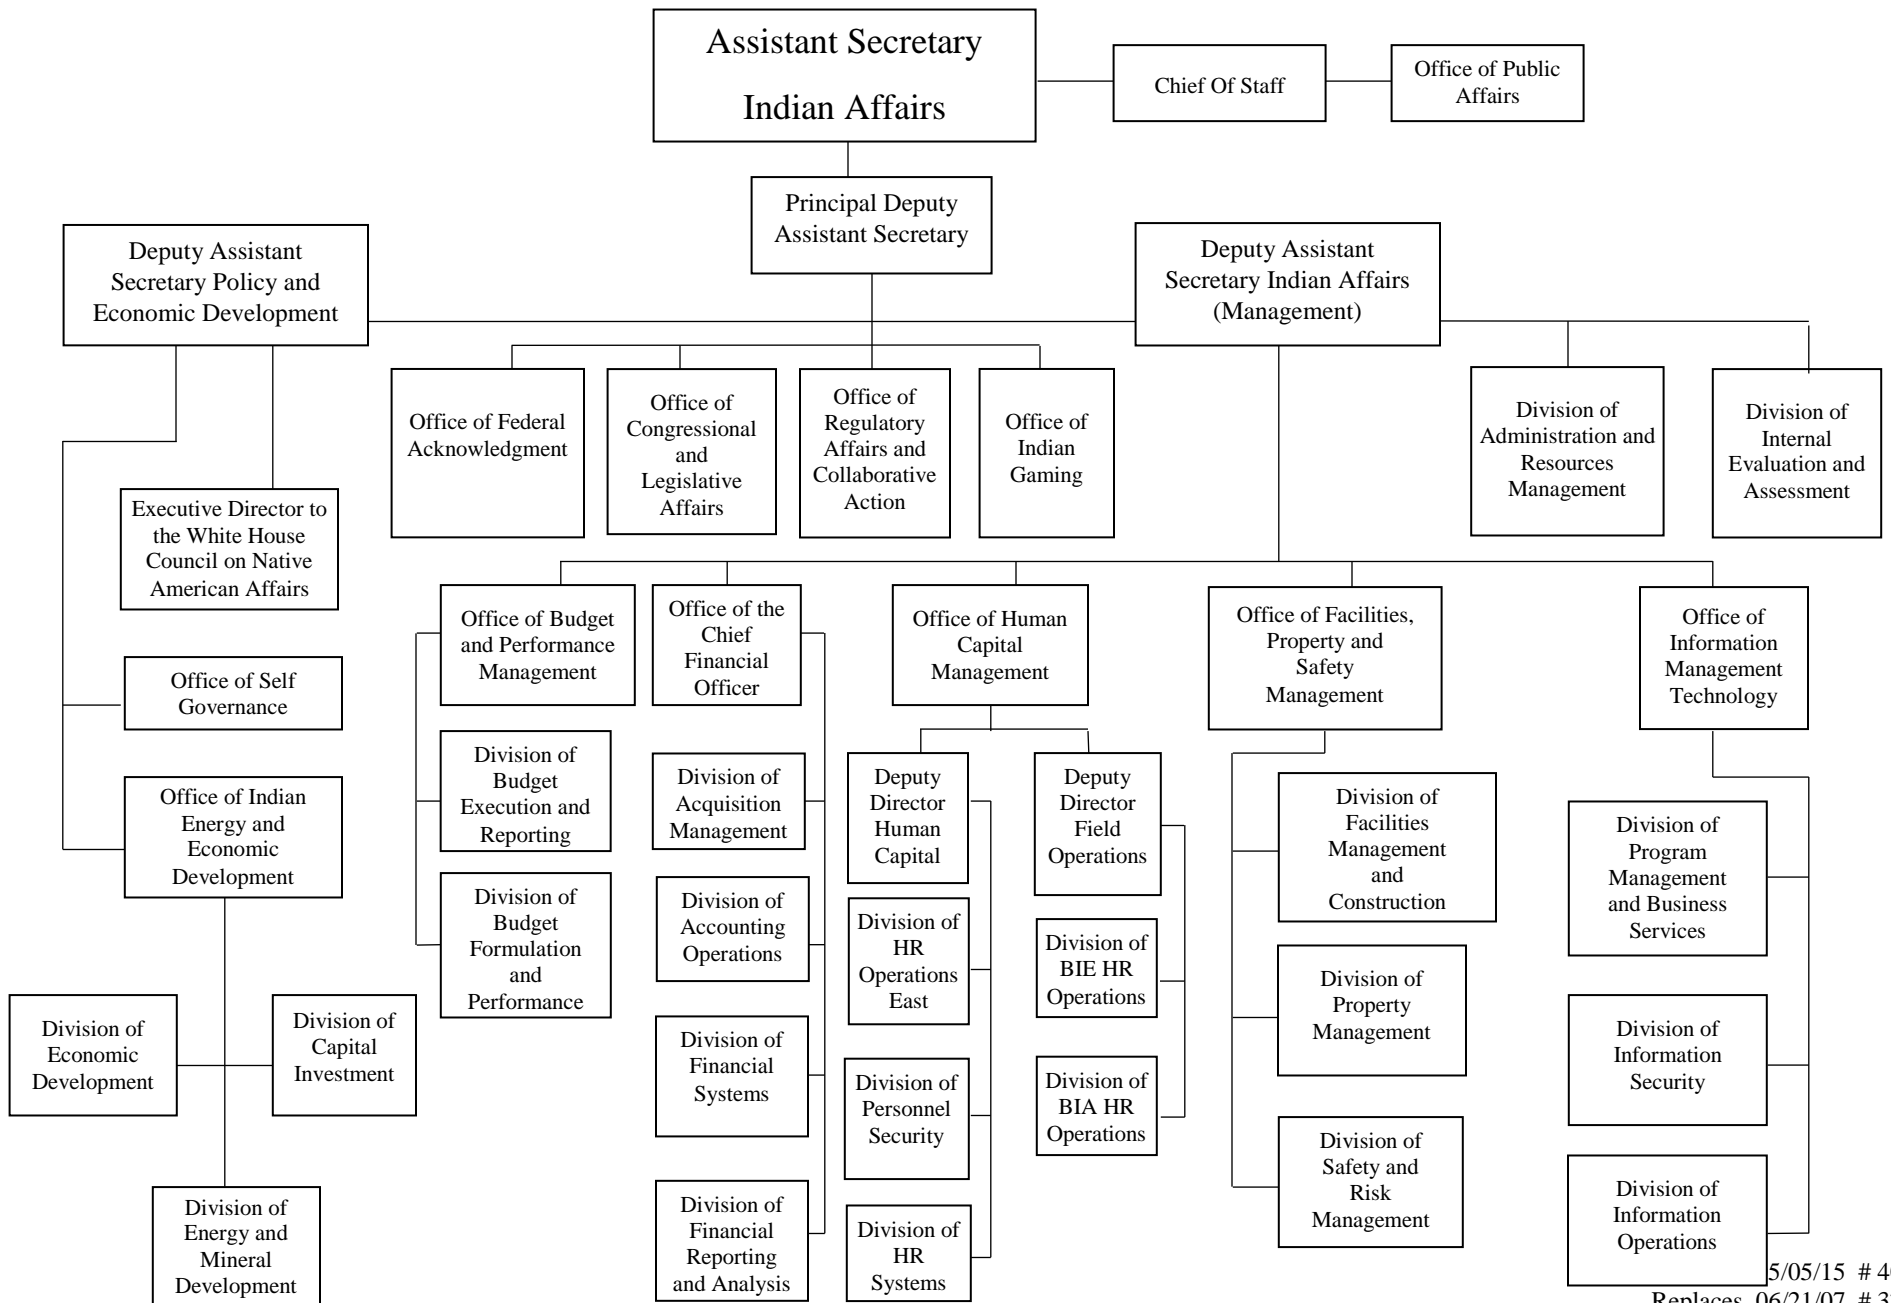 Assistant Secretary
Indian Affairs
Chief Of Staff
Office of Public
Affairs
Principal Deputy
Assistant Secretary
Deputy Assistant
Secretary Policy and
Economic Development
Deputy Assistant
Secretary Indian Affairs
(Management)
Office of Federal
Acknowledgment
Office of
Congressional
and
Legislative
Affairs
Office of
Regulatory
Affairs and
Collaborative
Action
Office of
Indian
Gaming
Division of
Administration and
Resources
Management
Division of
Internal
Evaluation and
Assessment
Executive Director to
the White House
Council on Native
American Affairs
Office of Self
Governance
Office of Indian
Energy and
Economic
Development
Division of
Economic
Development
Division of
Capital
Investment
Division of
Energy and
Mineral
Development
Office of Budget
and Performance
Management
Division of
Budget
Execution and
Reporting
Division of
Budget
Formulation
and
Performance
Office of the
Chief
Financial
Officer
Division of
Acquisition
Management
Division of
Accounting
Operations
Division of
Financial
Systems
Division of
Financial
Reporting
and Analysis
Office of Human
Capital
Management
Deputy
Director
Human
Capital
Division of
HR
Operations
East
Division of
Personnel
Security
Division of
HR
Systems
Deputy
Director
Field
Operations
Division of
BIE HR
Operations
Division of
BIA HR
Operations
Office of Facilities,
Property and
Safety
Management
Division of
Facilities
Management
and
Construction
Division of
Property
Management
Division of
Safety and
Risk
Management
Office of
Information
Management
Technology
Division of
Program
Management
and Business
Services
Division of
Information
Security
Division of
Information
Operations
5/05/15 # 4
Replaces 06/21/07 # 3